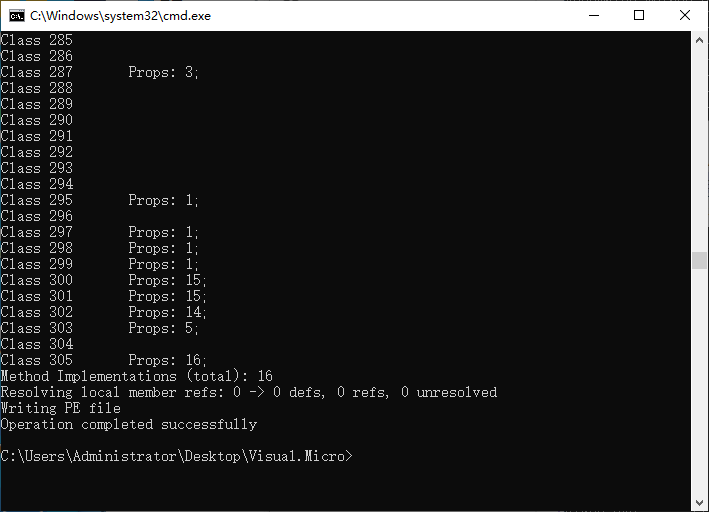 C:\Windows\system32\cmd.exe
Class 285
Class 286
Class 287       Props: 3;
Class 288
Class 289
Class 290
Class 291
Class 292
Class 293
Class 294
Class 295       Props: 1;
Class 296
Class 297       Props: 1;
Class 298       Props: 1;
Class 299       Props: 1;
Class 300       Props: 15;
Class 301       Props: 15;
Class 302       Props: 14;
Class 303       Props: 5;
Class 304
Class 305       Props: 16;
Method Implementations (total): 16
Resolving local member refs: 0 -> 0 defs, 0 refs, 0 unresolved
Writing PE file
Operation completed successfully
C:\Users\Administrator\Desktop\Visual.Micro>